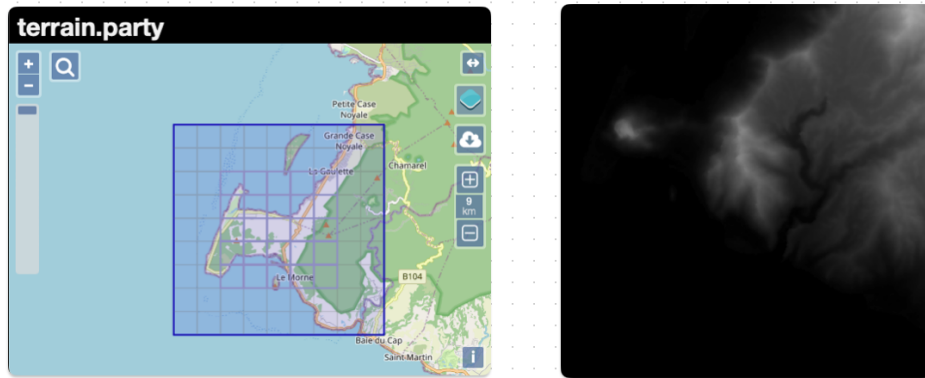 terrain.party
+
−
Petite Case
Noyale
Grande Case
Noyale
La Gaulette
Chamarel
+
9
km
−
Le Morne
B104
Baie du Cap
Saint Martin
i